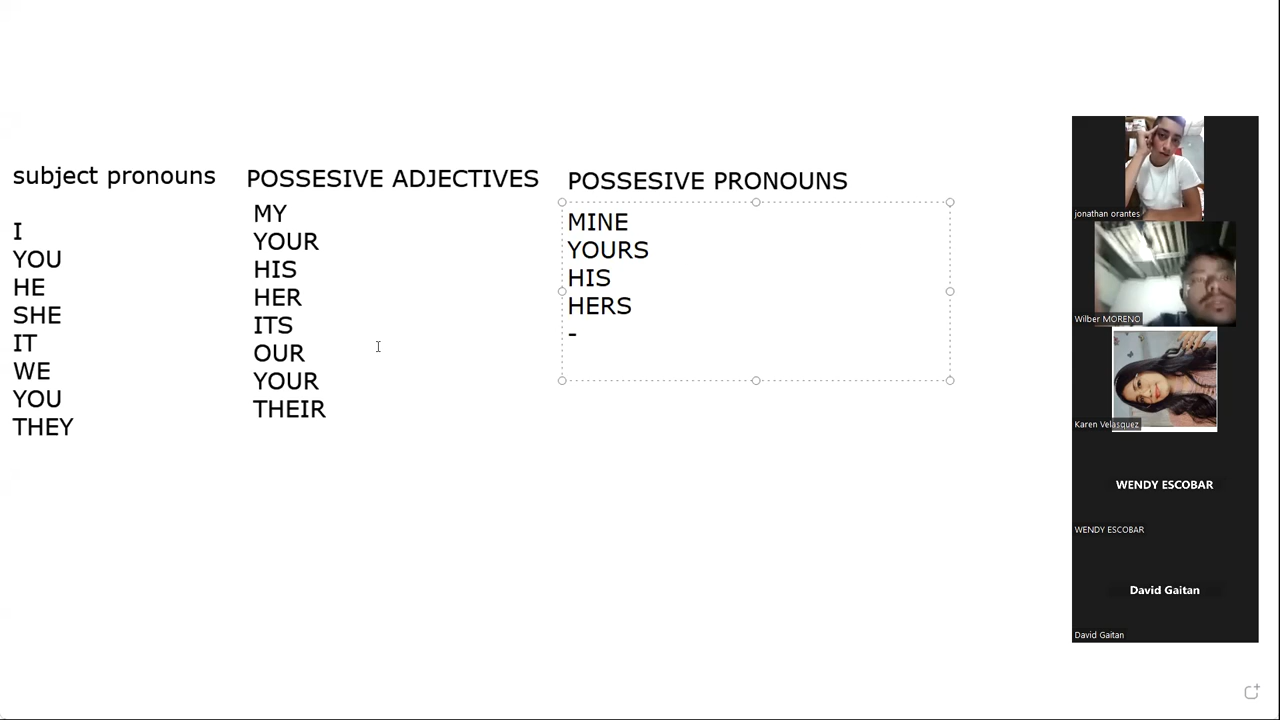 subject pronouns
I
YOU
HE
SHE
IT
WE
YOU
THEY
POSSESIVE ADJECTIVES
MY
YOUR
HIS
HER
ITS
OUR
YOUR
THEIR
POSSESIVE PRONOUNS
MINE
YOURS
HIS
HERS
-
jonathan orantes
Wilber MORENO
Karen Velasquez
WENDY ESCOBAR
WENDY ESCOBAR
David Gaitan
David Gaitan